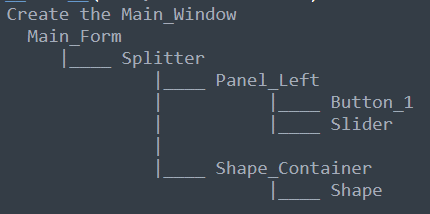 Create the Main_Window
Main_Form
|____ Splitter
|____ Panel_Left
| |____ Button_1
| |____ Slider
|
|____ Shape_Container
|____ Shape